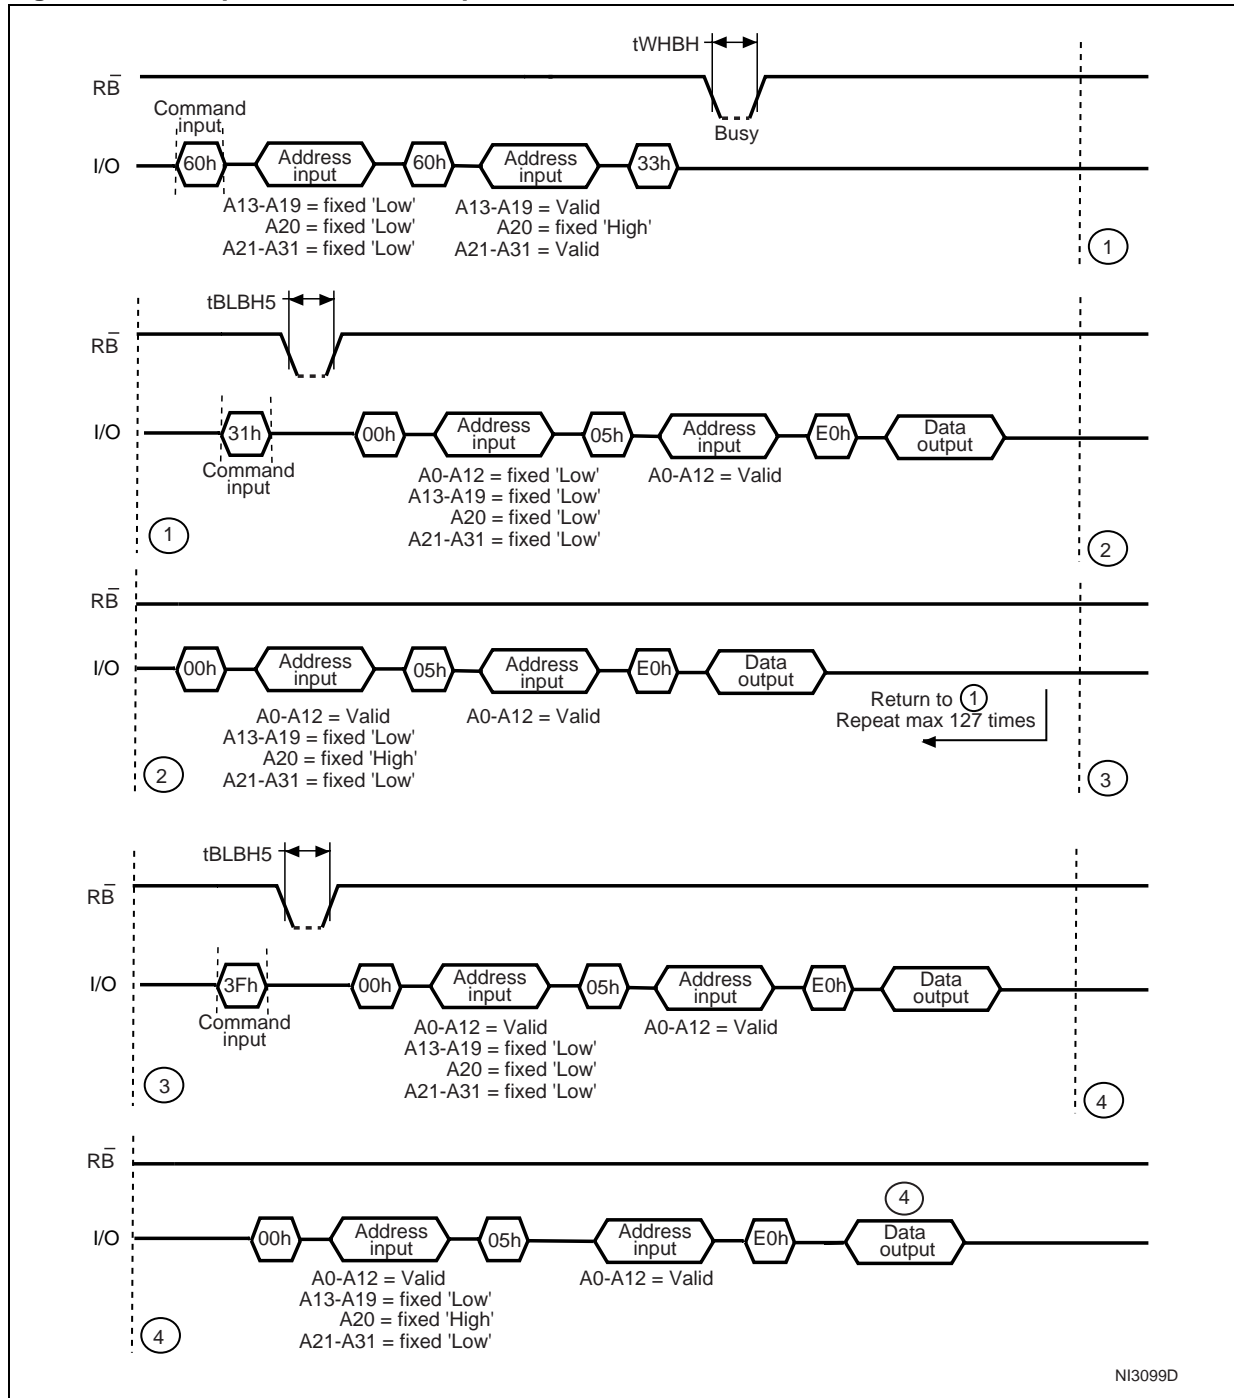 tWHBH
RB̅
Busy
Command
input
I/O
60h
Address
input
60h
Address
input
33h
A13-A19 = fixed 'Low'
A20 = fixed 'Low'
A21-A31 = fixed 'Low'
A13-A19 = Valid
A20 = fixed 'High'
A21-A31 = Valid
1
tBLBH5
RB̅
I/O
31h
Command
input
00h
Address
input
05h
Address
input
E0h
Data
output
A0-A12 = fixed 'Low'
A13-A19 = fixed 'Low'
A20 = fixed 'Low'
A21-A31 = fixed 'Low'
A0-A12 = Valid
1
2
RB̅
I/O
00h
Address
input
05h
Address
input
E0h
Data
output
A0-A12 = Valid
A13-A19 = fixed 'Low'
A20 = fixed 'High'
A21-A31 = fixed 'Low'
A0-A12 = Valid
Return to 1
Repeat max 127 times
2
3
tBLBH5
RB̅
I/O
3Fh
Command
input
00h
Address
input
05h
Address
input
E0h
Data
output
A0-A12 = Valid
A13-A19 = fixed 'Low'
A20 = fixed 'Low'
A21-A31 = fixed 'Low'
A0-A12 = Valid
3
4
RB̅
I/O
00h
Address
input
05h
Address
input
E0h
4
Data
output
A0-A12 = Valid
A13-A19 = fixed 'Low'
A20 = fixed 'High'
A21-A31 = fixed 'Low'
A0-A12 = Valid
4
NI3099D